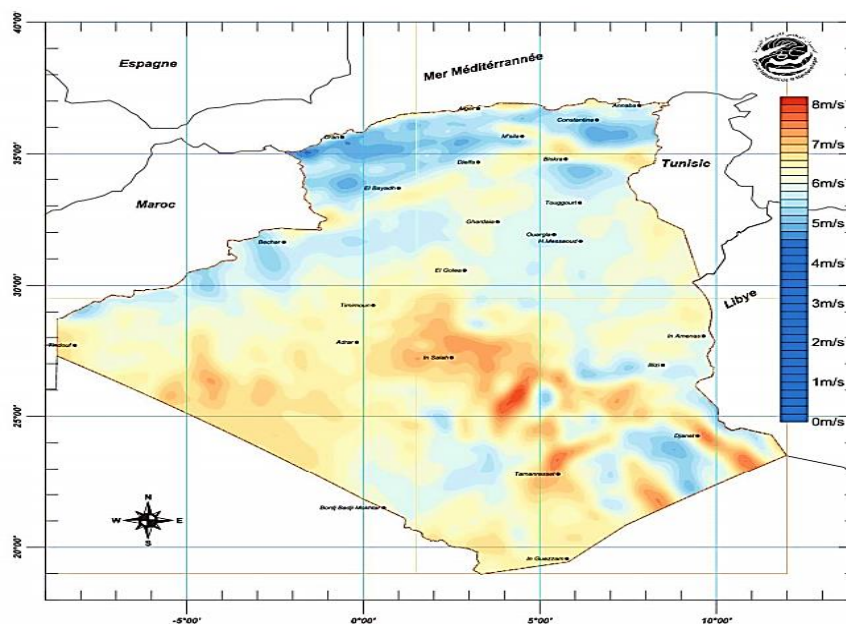 40°00'
35°00'
30°00'
25°00'
20°00'
Espagne
Mer Méditérrannée
Maroc
Tunisic
Libye
Oran
Alger
Annaba
Constantine
M'sila
Djelfa
Biskra
El Bayadh
Touggourt
Ghardaia
Ouargla
H.Messaoud
Bechar
El Golea
Timimoun
Adrar
In Salah
In Amenas
Illizi
Tindouf
Djanet
Tamanrasset
Bordj Badji Mokhtar
In Guezzam
N
W
E
S
8m/s
7m/s
6m/s
5m/s
4m/s
3m/s
2m/s
1m/s
0m/s
-5°00'
0°00'
5°00'
10°00'